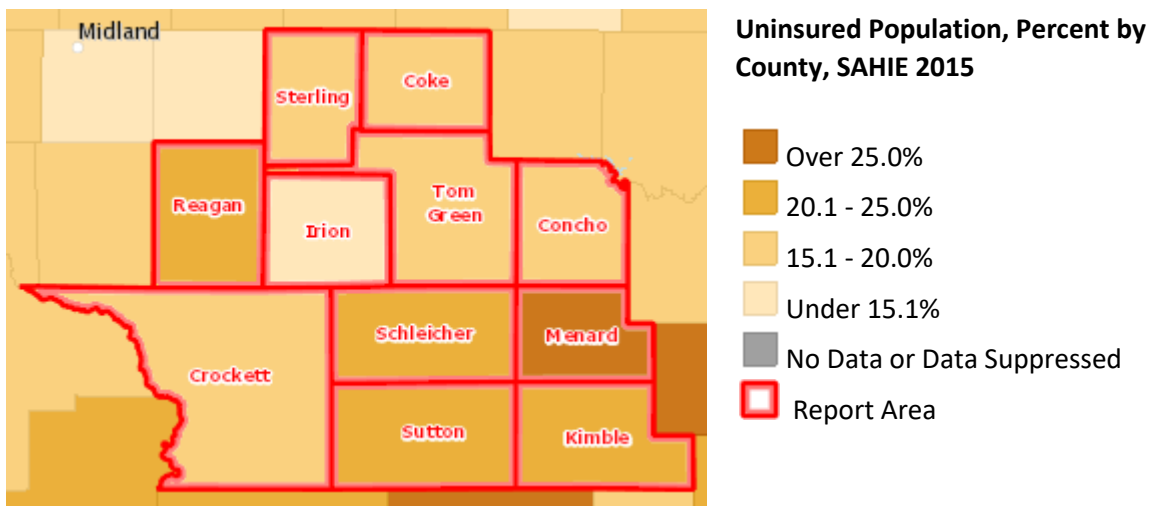 Midland
Sterling
Coke
Reagan
Irion
Tom
Green
Concho
Crockett
Schleicher
Menard
Sutton
Kimble
Uninsured Population, Percent by
County, SAHIE 2015
Over 25.0%
20.1 - 25.0%
15.1 - 20.0%
Under 15.1%
No Data or Data Suppressed
Report Area